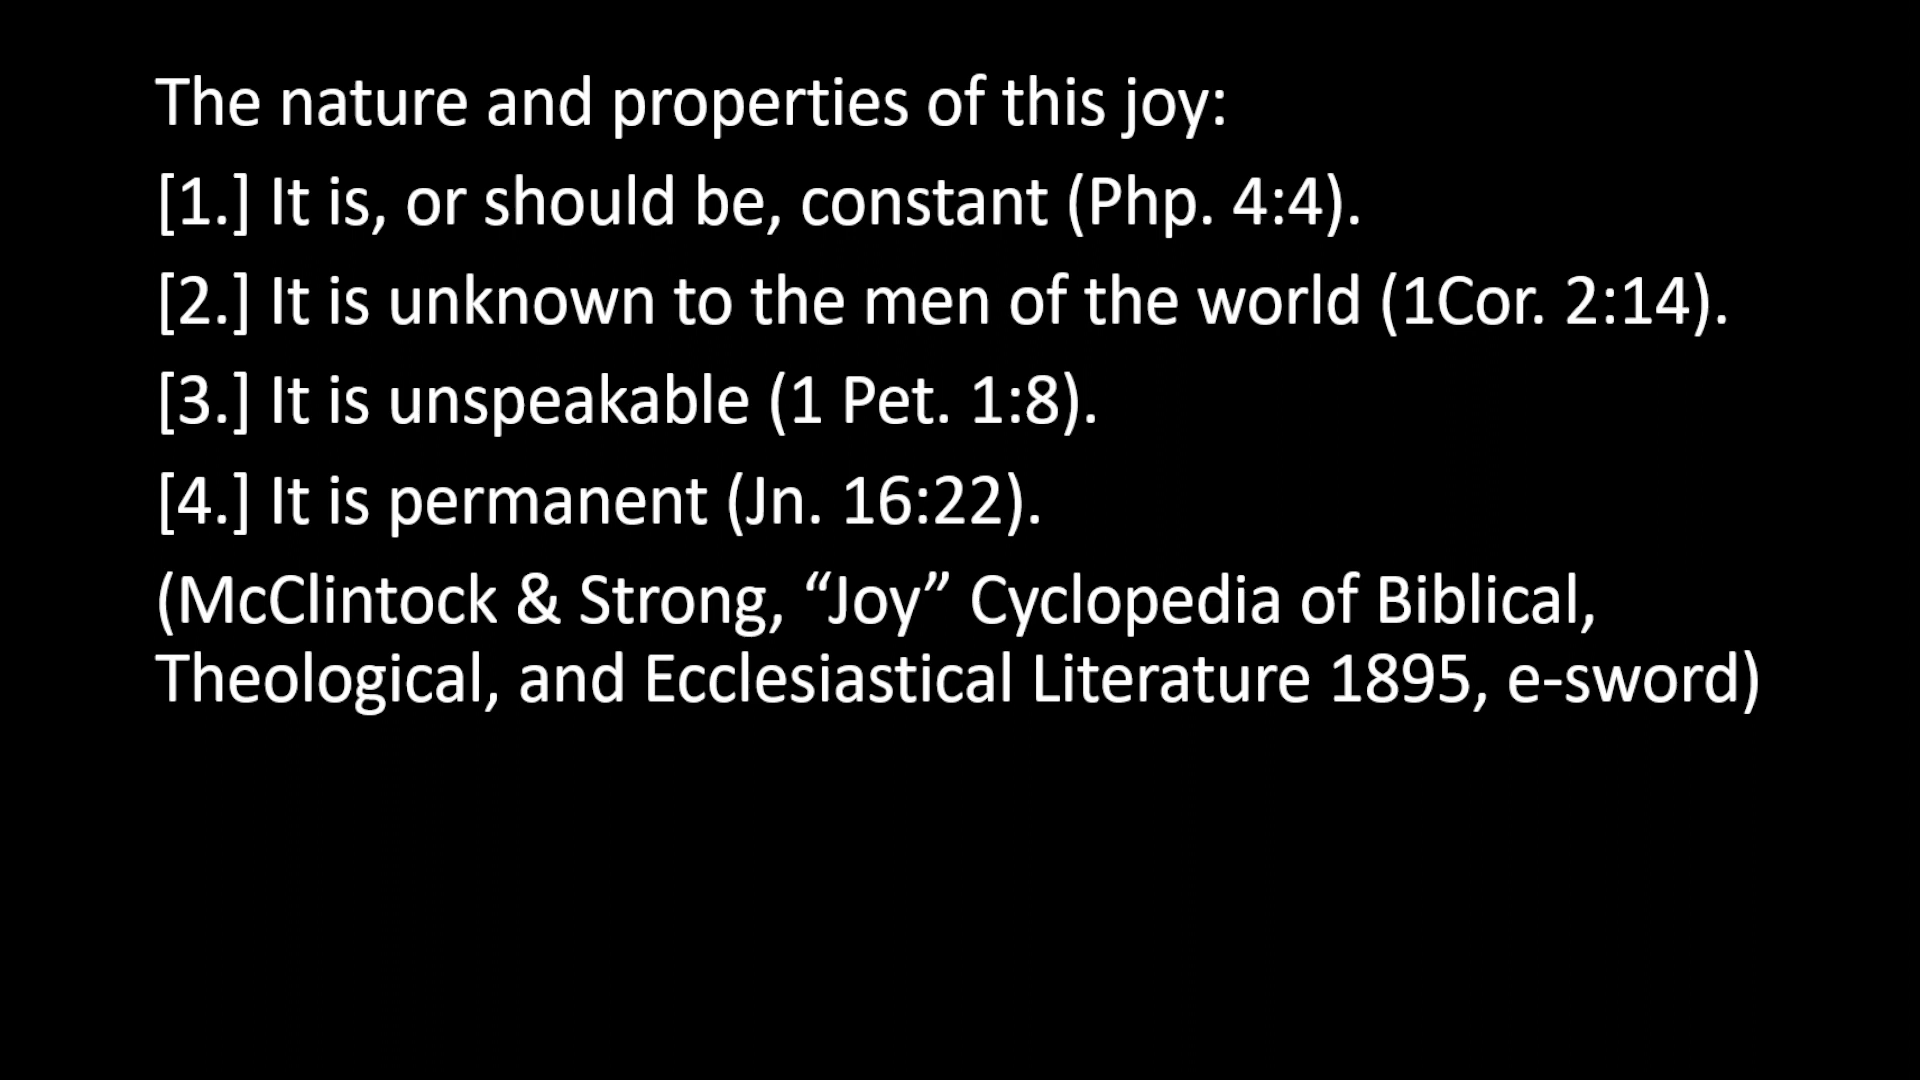 The nature and properties of this joy:
[1.] It is, or should be, constant (Php. 4:4).
[2.] It is unknown to the men of the world (1Cor. 2:14).
[3.] It is unspeakable (1 Pet. 1:8).
[4.] It is permanent (Jn. 16:22).
(McClintock & Strong, “Joy” Cyclopedia of Biblical,
Theological, and Ecclesiastical Literature 1895, e-sword)